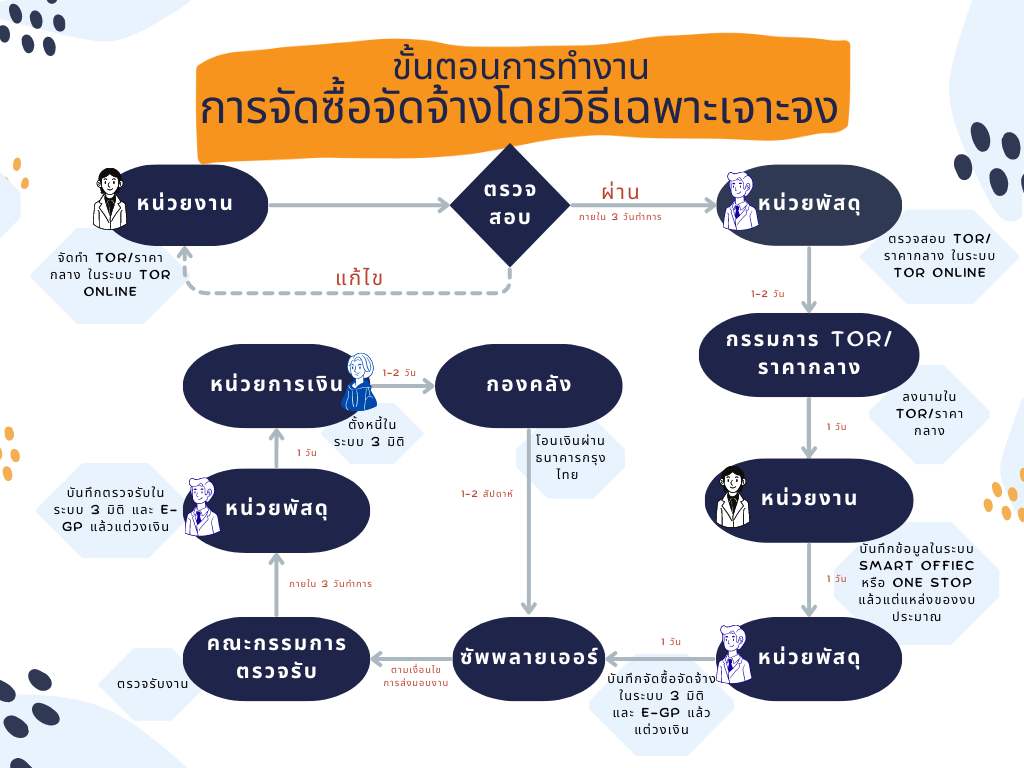 ขั้นตอนการทำงาน
การจัดซื้อจัดจ้างโดยวิธีเฉพาะเจาะจง
หน่วยงาน
ตรวจ
สอบ
ผ่าน
ภายใน 3 วันทำการ
หน่วยพัสดุ
จัดทำ TOR/ราคา
กลาง ในระบบ TOR
ONLINE
แก้ไข
ตรวจสอบ TOR/
ราคากลาง ในระบบ
TOR ONLINE
1-2 วัน
กรรมการ TOR/
ราคากลาง
ลงนามใน
TOR/ราคา
กลาง
1 วัน
หน่วยงาน
บันทึกข้อมูลในระบบ
SMART OFFIEC
หรือ ONE STOP
แล้วแต่แหล่งของงบ
ประมาณ
1 วัน
หน่วยพัสดุ
1 วัน
บันทึกจัดซื้อจัดจ้าง
ในระบบ 3 มิติ
และ E-GP แล้ว
แต่วงเงิน
ซัพพลายเออร์
ตามเงื่อนไข
การส่งมอบงาน
คณะกรรมการ
ตรวจรับ
ตรวจรับงาน
ภายใน 3 วันทำการ
หน่วยพัสดุ
บันทึกตรวจรับใน
ระบบ 3 มิติ และ E-
GP แล้วแต่วงเงิน
1 วัน
หน่วยการเงิน
ตั้งหนี้ใน
ระบบ 3 มิติ
1-2 วัน
กองคลัง
โอนเงินผ่าน
ธนาคารกรุง
ไทย
1-2 สัปดาห์